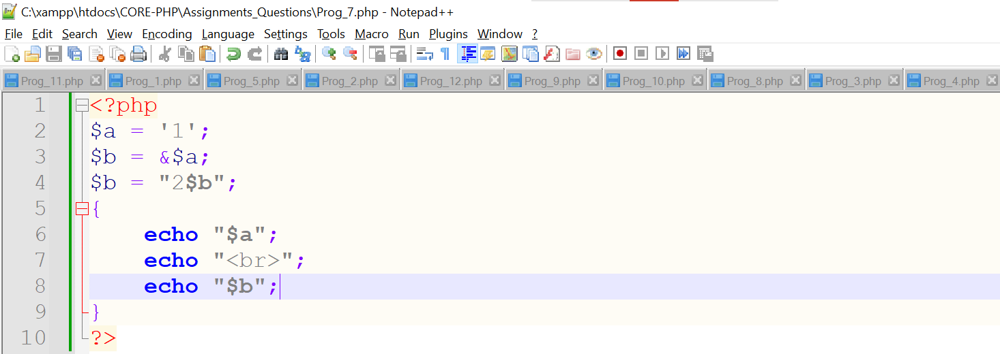 C:\xampp\htdocs\CORE-PHP\Assignments_Questions\Prog_7.php - Notepad++
File Edit Search View Encoding Language Settings Tools Macro Run Plugins Window ?
Prog_11.php Prog_1.php Prog_5.php Prog_2.php Prog_12.php Prog_9.php Prog_10.php Prog_8.php Prog_3.php Prog_4.php
1 <?php
2 $a = '1';
3 $b = &$a;
4 $b = "2$b";
5 {
6 echo "$a";
7 echo "<br>";
8 echo "$b";
9 }
10 ?>